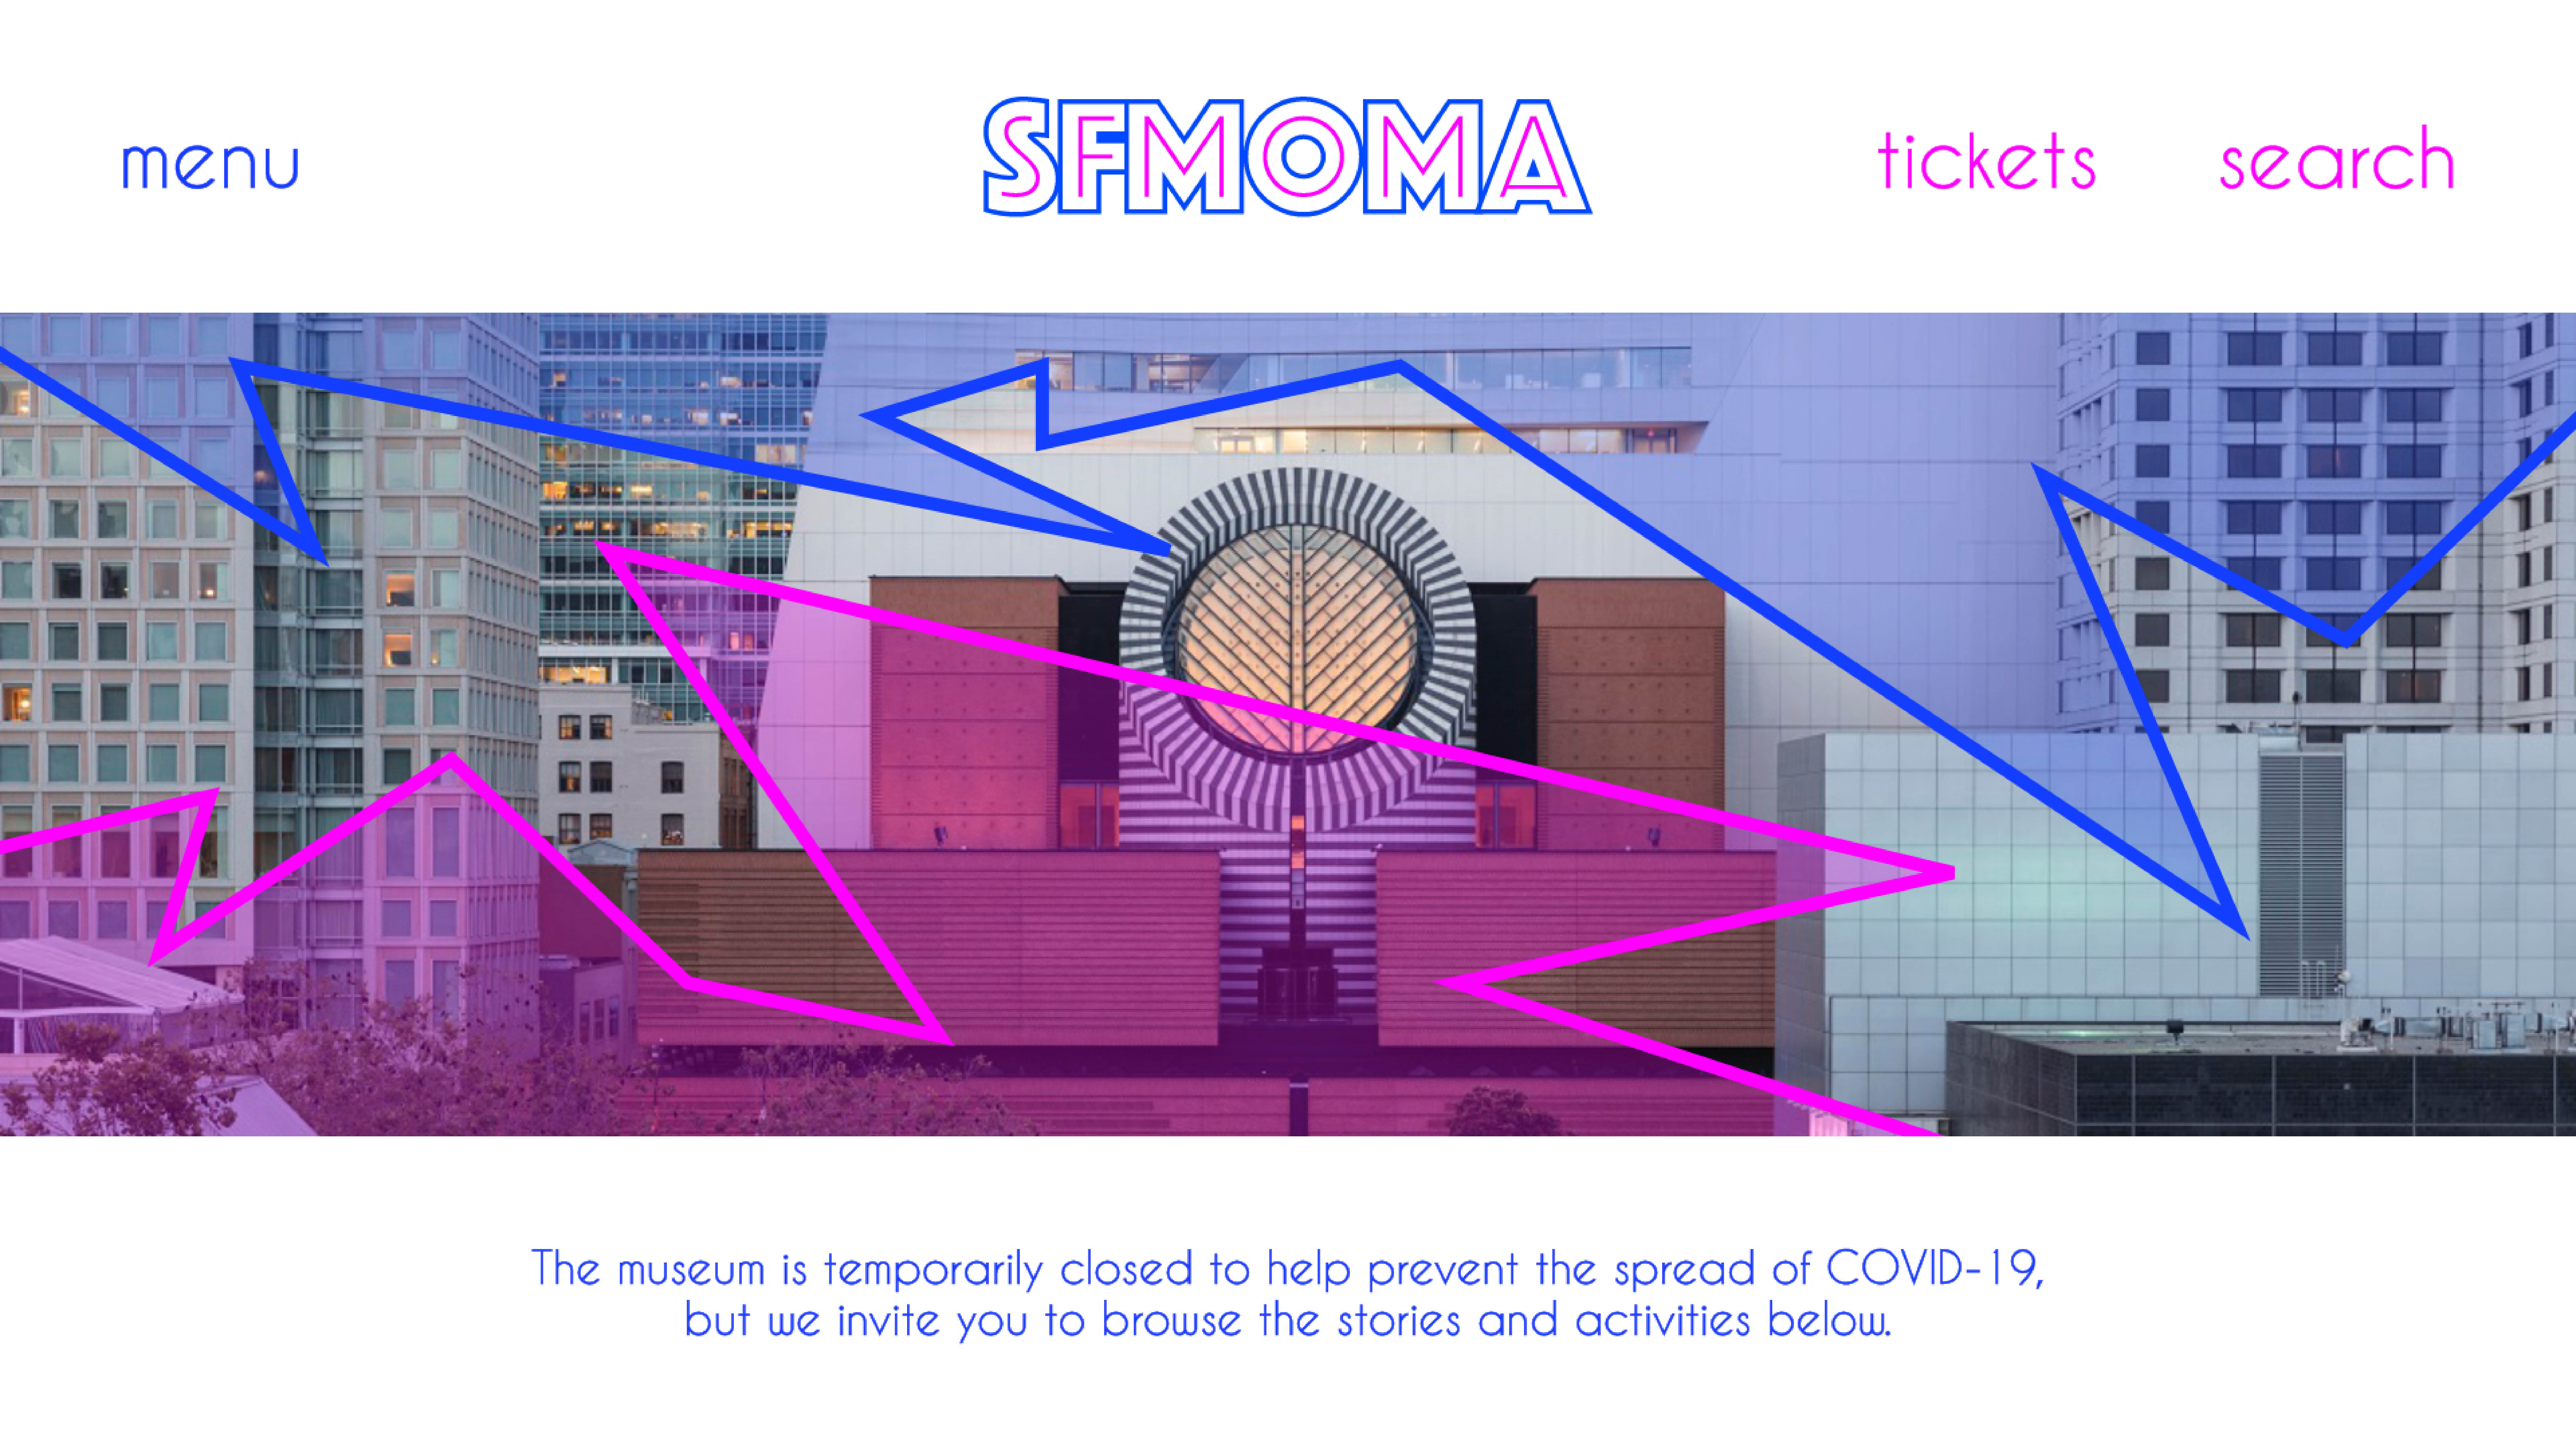 menu
SFMOMA
tickets
search
The museum is temporarily closed to help prevent the spread of COVID-19,
but we invite you to browse the stories and activities below.